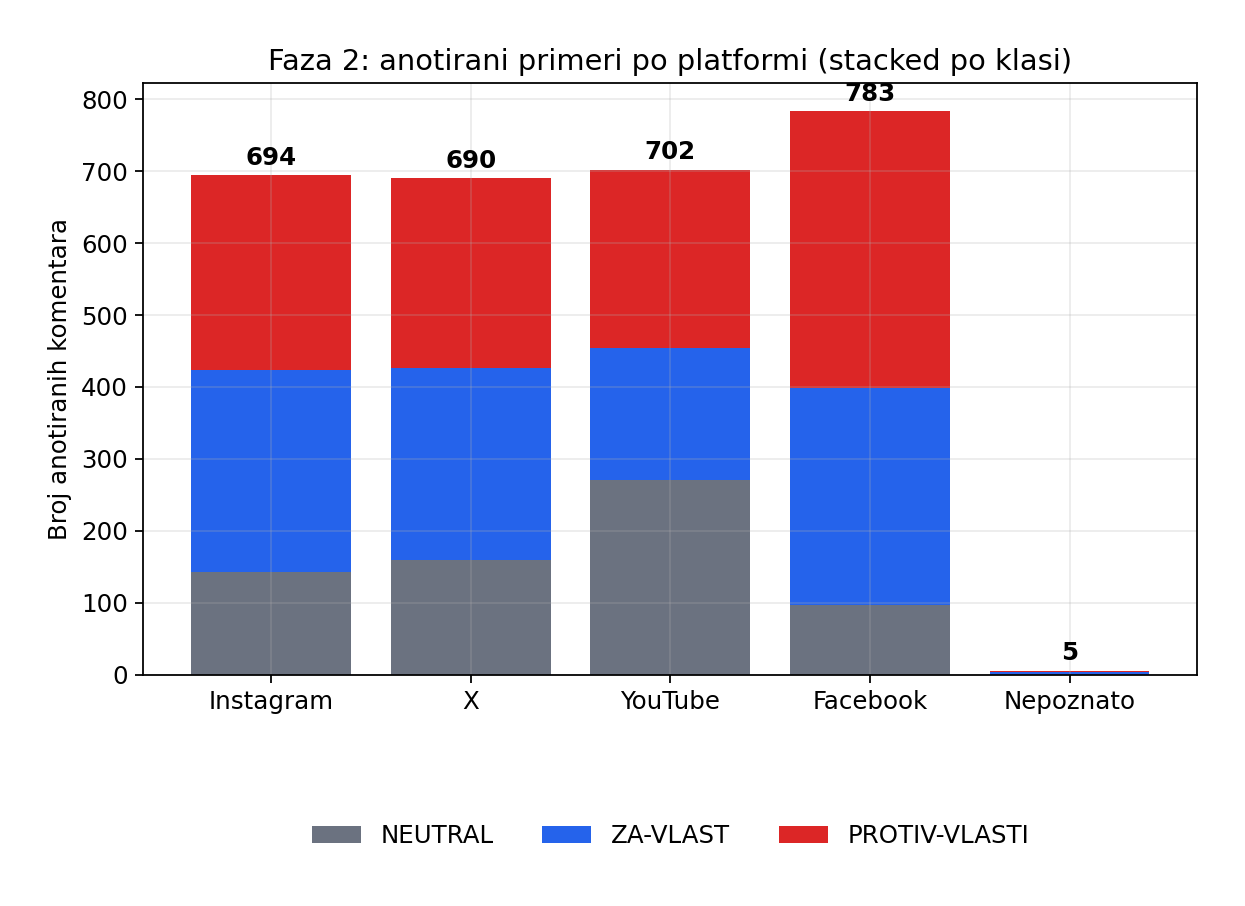 Faza 2: anotirani primeri po platformi (stacked po klasi)
Broj anotiranih komentara
800
700
600
500
400
300
200
100
0
694
690
702
783
5
Instagram
X
YouTube
Facebook
Nepoznato
NEUTRAL
ZA-VLAST
PROTIV-VLASTI